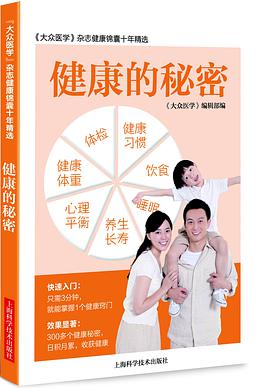 《大众医学》杂志健康锦囊十年精选
健康的秘密
《大众医学》编辑部编
体检
健康
习惯
健康
体重
饮食
心理
平衡
睡眠
养生
长寿
快速入门：
只需3分钟，
就能掌握1个健康窍门
效果显著：
300多个健康秘密，
日积月累，收获健康
上海科学技术出版社
《大众医学》杂志健康锦囊十年精选
健康的秘密
上海科学技术出版社